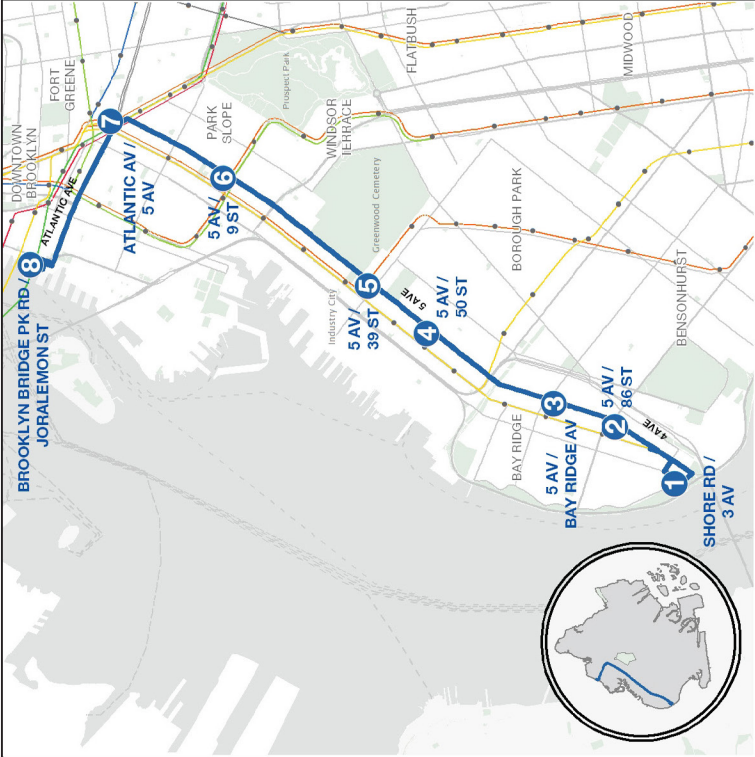 DOWNTOWN
BROOKLYN
FORT
GREENE
BROOKLYN BRIDGE PK RD /
JORALEMON ST
8
ATLANTIC AVE
7
ATLANTIC AV /
5 AV
PARK
SLOPE
Prospect Park
FLATBUSH
6
5 AV /
9 ST
WINDSOR
TERRACE
MIDWOOD
Greenwood Cemetery
Industry City
5
5 AV /
39 ST
5 AVE
4
5 AV /
50 ST
BOROUGH PARK
BAY RIDGE
3
5 AV /
BAY RIDGE AV
2
5 AV /
86 ST
BENSONHURST
4 AVE
1
SHORE RD /
3 AV